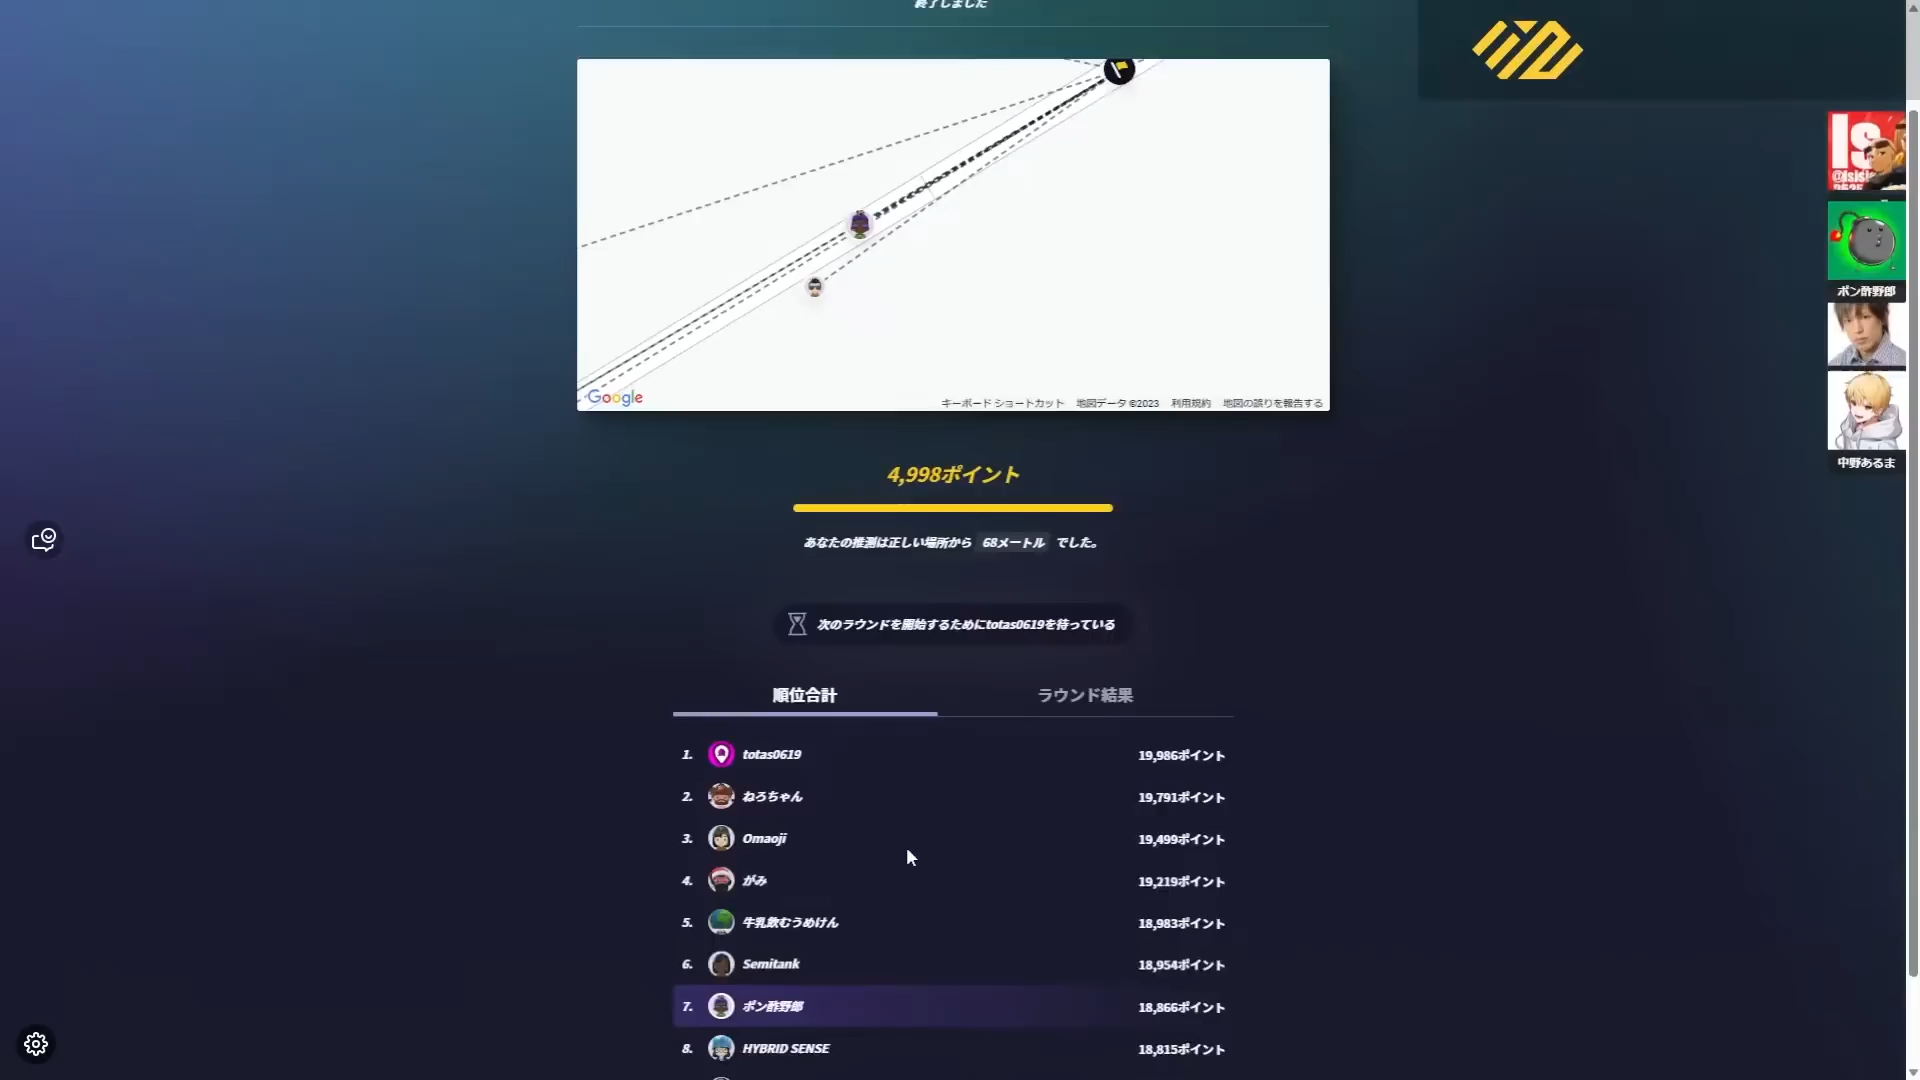 終了しました
Google
キーボード ショートカット 地図データ ©2023 利用規約 地図の誤りを報告する
4,998ポイント
あなたの推測は正しい場所から 68メートル でした。
次のラウンドを開始するためにtotas0619を待っている
順位合計 ラウンド結果
1. totas0619 19,986ポイント
2. ねろちゃん 19,791ポイント
3. Omaoji 19,499ポイント
4. がみ 19,219ポイント
5. 牛乳飲むうめけん 18,983ポイント
6. Semitank 18,954ポイント
7. ポン酢野郎 18,866ポイント
8. HYBRID SENSE 18,815ポイント
Is
ポン酢野郎
中野あるま